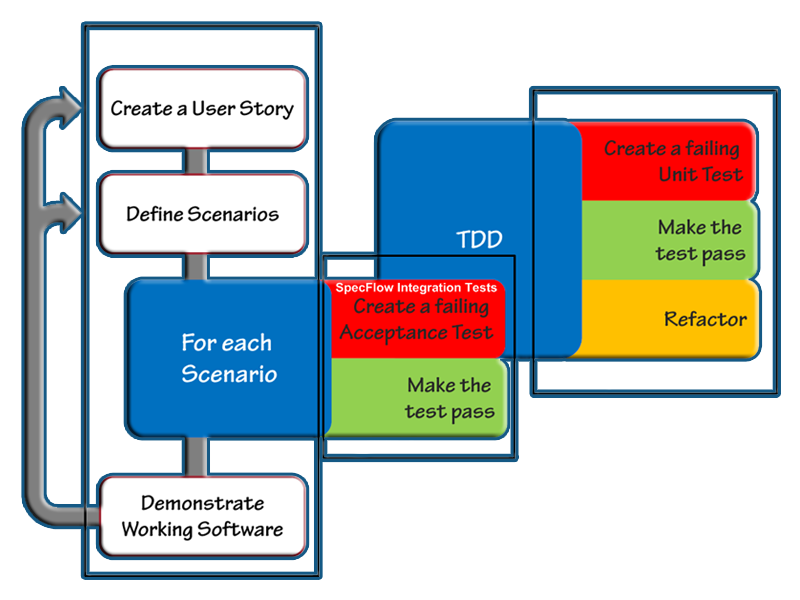 Create a User Story
Define Scenarios
For each
Scenario
Demonstrate
Working Software
SpecFlow Integration Tests
Create a failing
Acceptance Test
Make the
test pass
TDD
Create a failing
Unit Test
Make the
test pass
Refactor